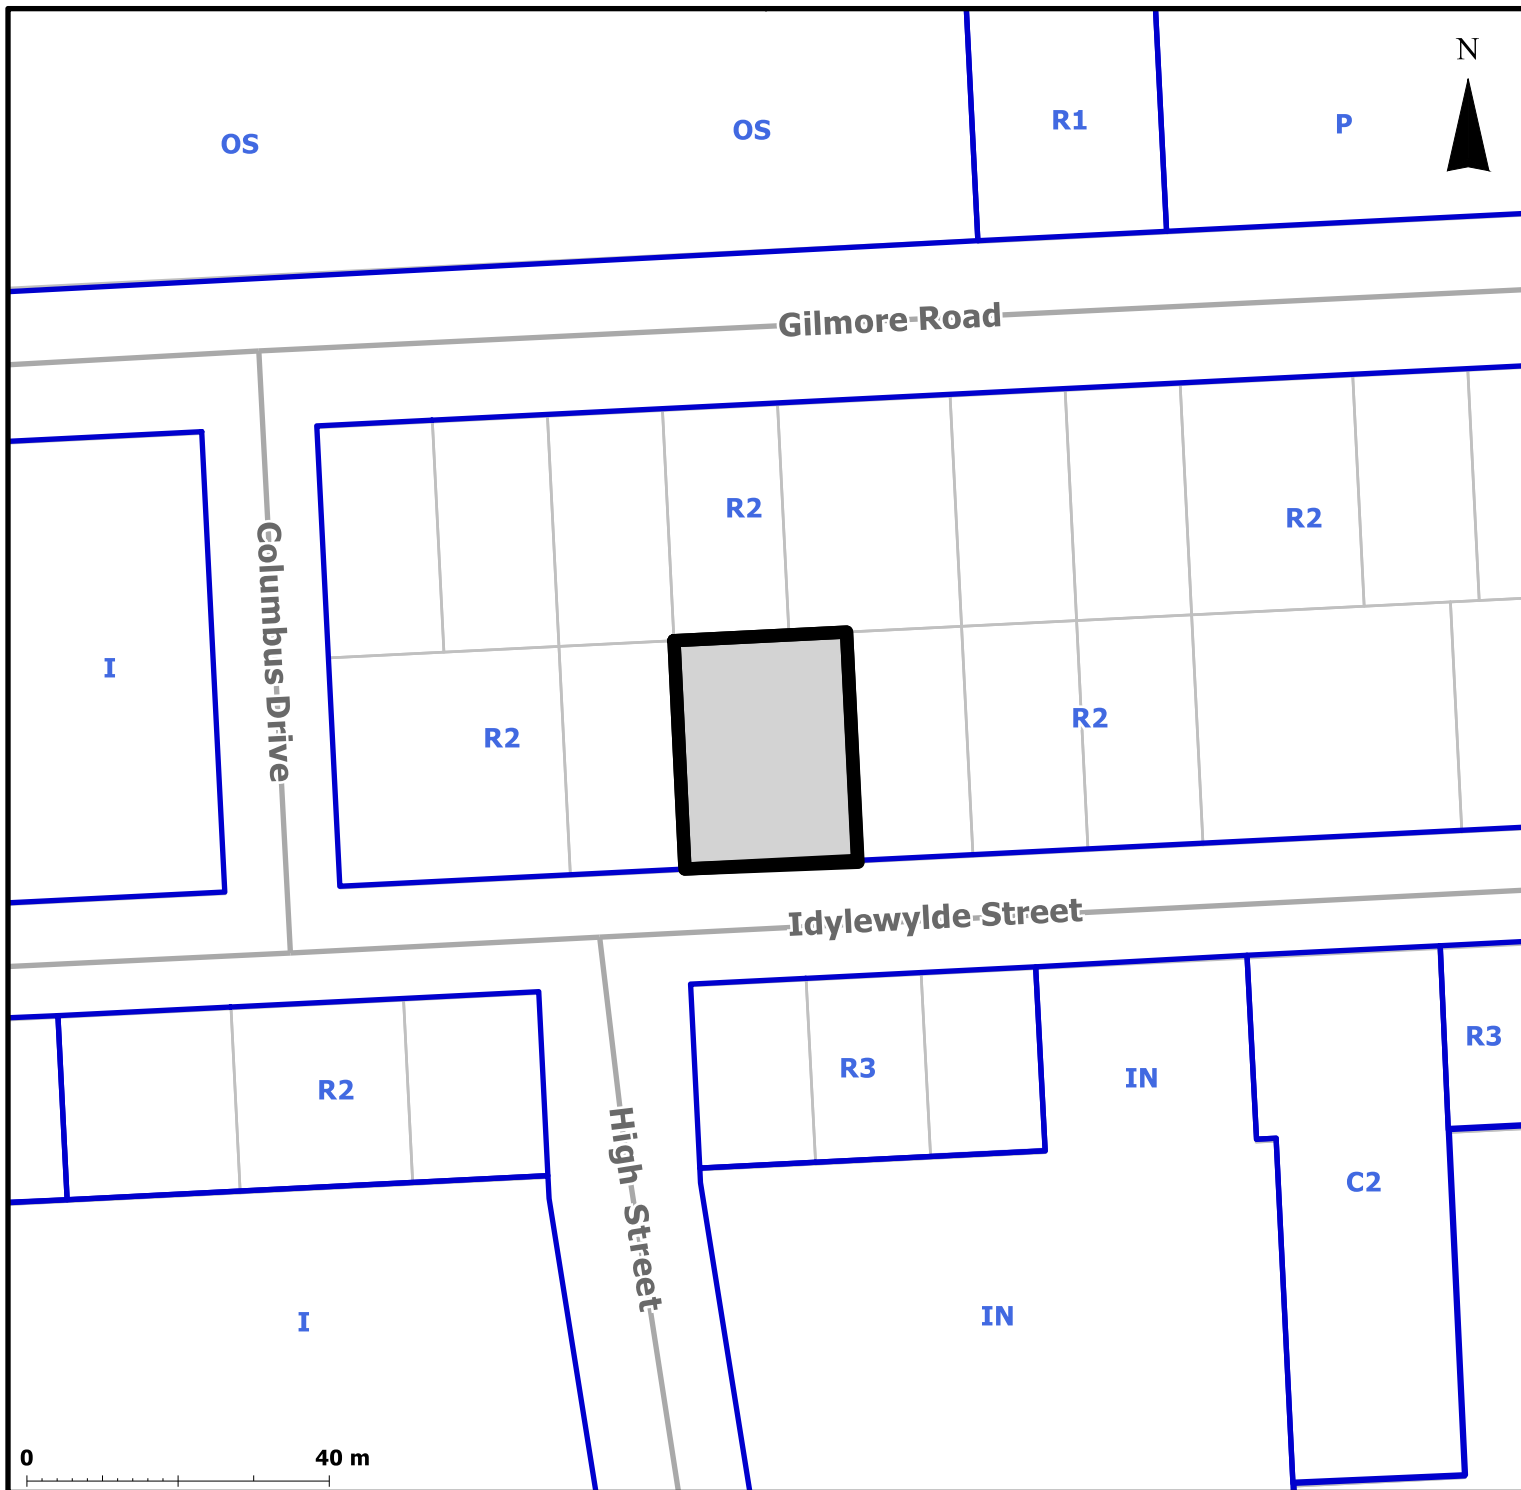 N
R1
P
OS
OS
Gilmore Road
R2
R2
Columbus Drive
I
R2
R2
Idylewylde Street
R3
R3
IN
R2
High Street
C2
IN
I
0 40 m